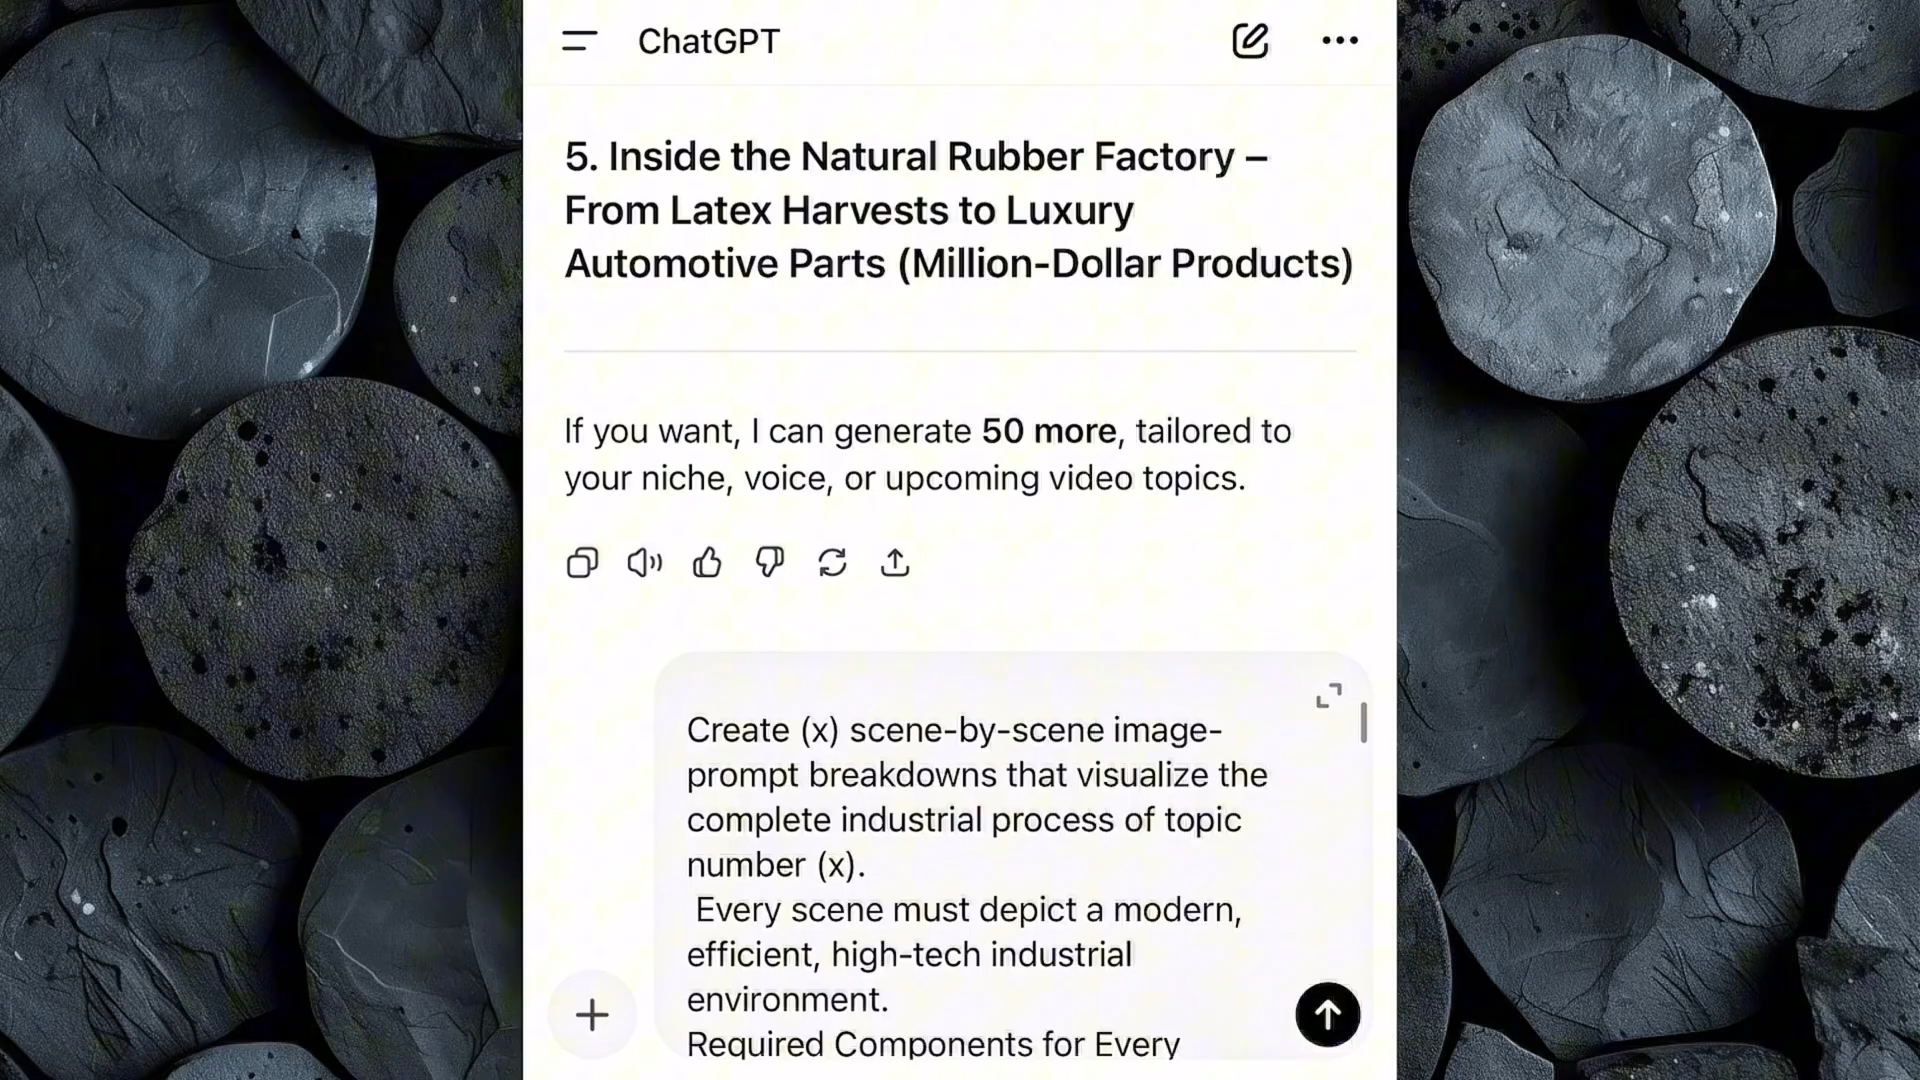 ChatGPT
5. Inside the Natural Rubber Factory –
From Latex Harvests to Luxury
Automotive Parts (Million-Dollar Products)
If you want, I can generate 50 more, tailored to
your niche, voice, or upcoming video topics.
Create (x) scene-by-scene image-
prompt breakdowns that visualize the
complete industrial process of topic
number (x).
Every scene must depict a modern,
efficient, high-tech industrial
environment.
Required Components for Every